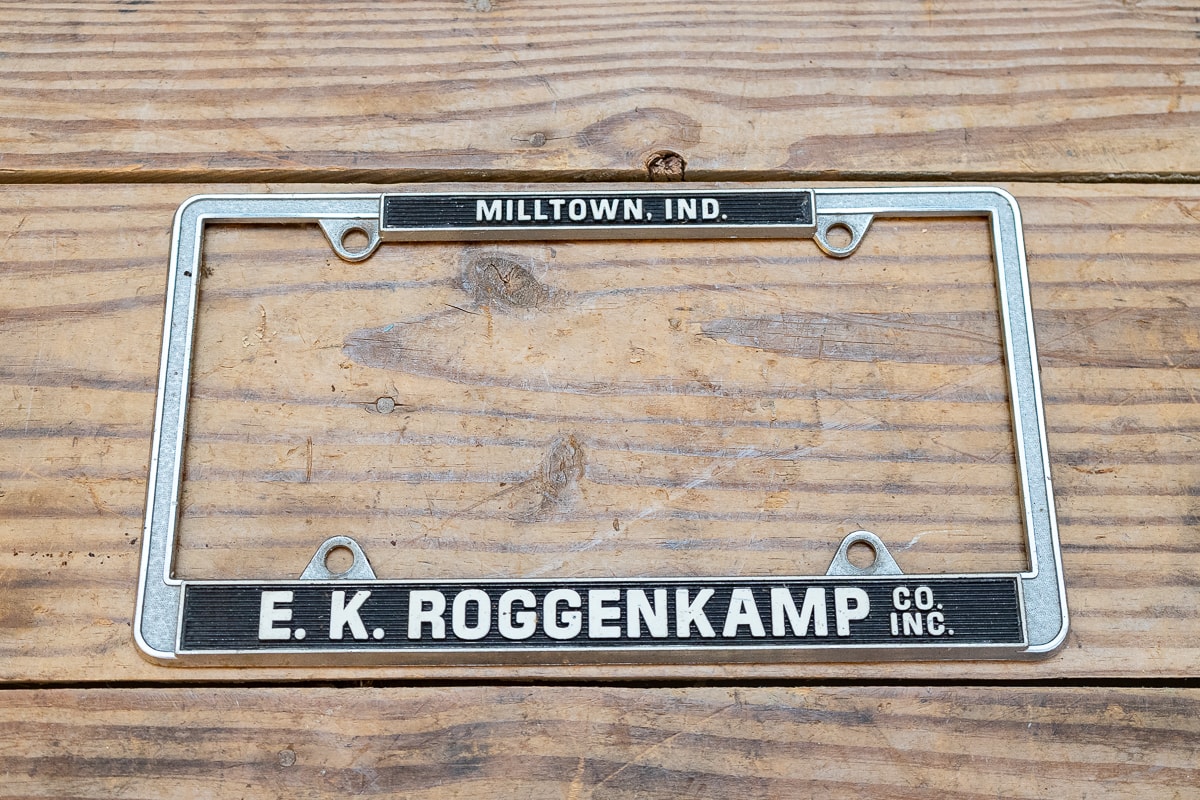 MILLTOWN, IND.
E. K. ROGGENKAMP CO. INC.